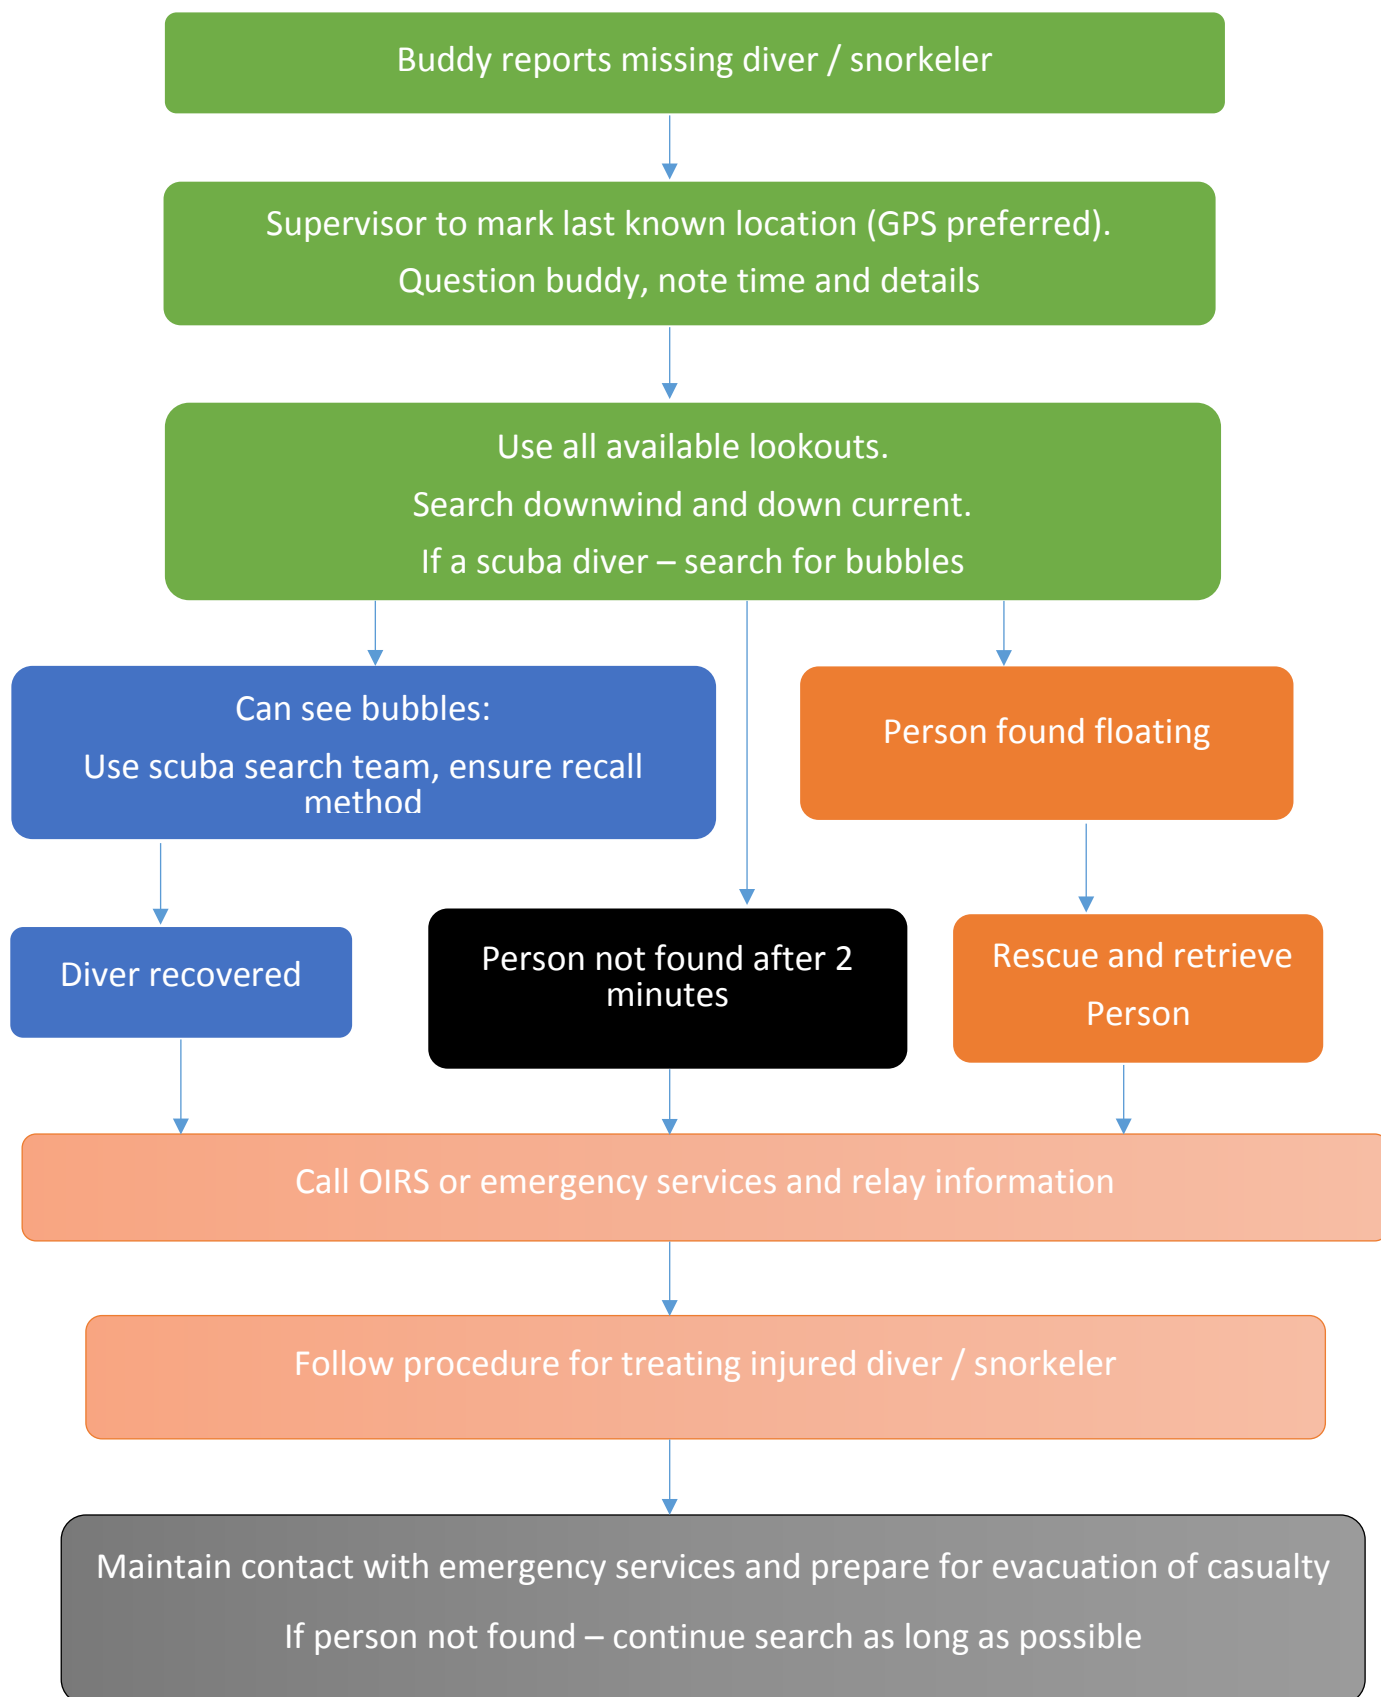 Buddy reports missing diver / snorkeler
Supervisor to mark last known location (GPS preferred).
Question buddy, note time and details
Use all available lookouts.
Search downwind and down current.
If a scuba diver – search for bubbles
Can see bubbles:
Use scuba search team, ensure recall
method
Person found floating
Diver recovered
Person not found after 2
minutes
Rescue and retrieve
Person
Call OIRS or emergency services and relay information
Follow procedure for treating injured diver / snorkeler
Maintain contact with emergency services and prepare for evacuation of casualty
If person not found – continue search as long as possible